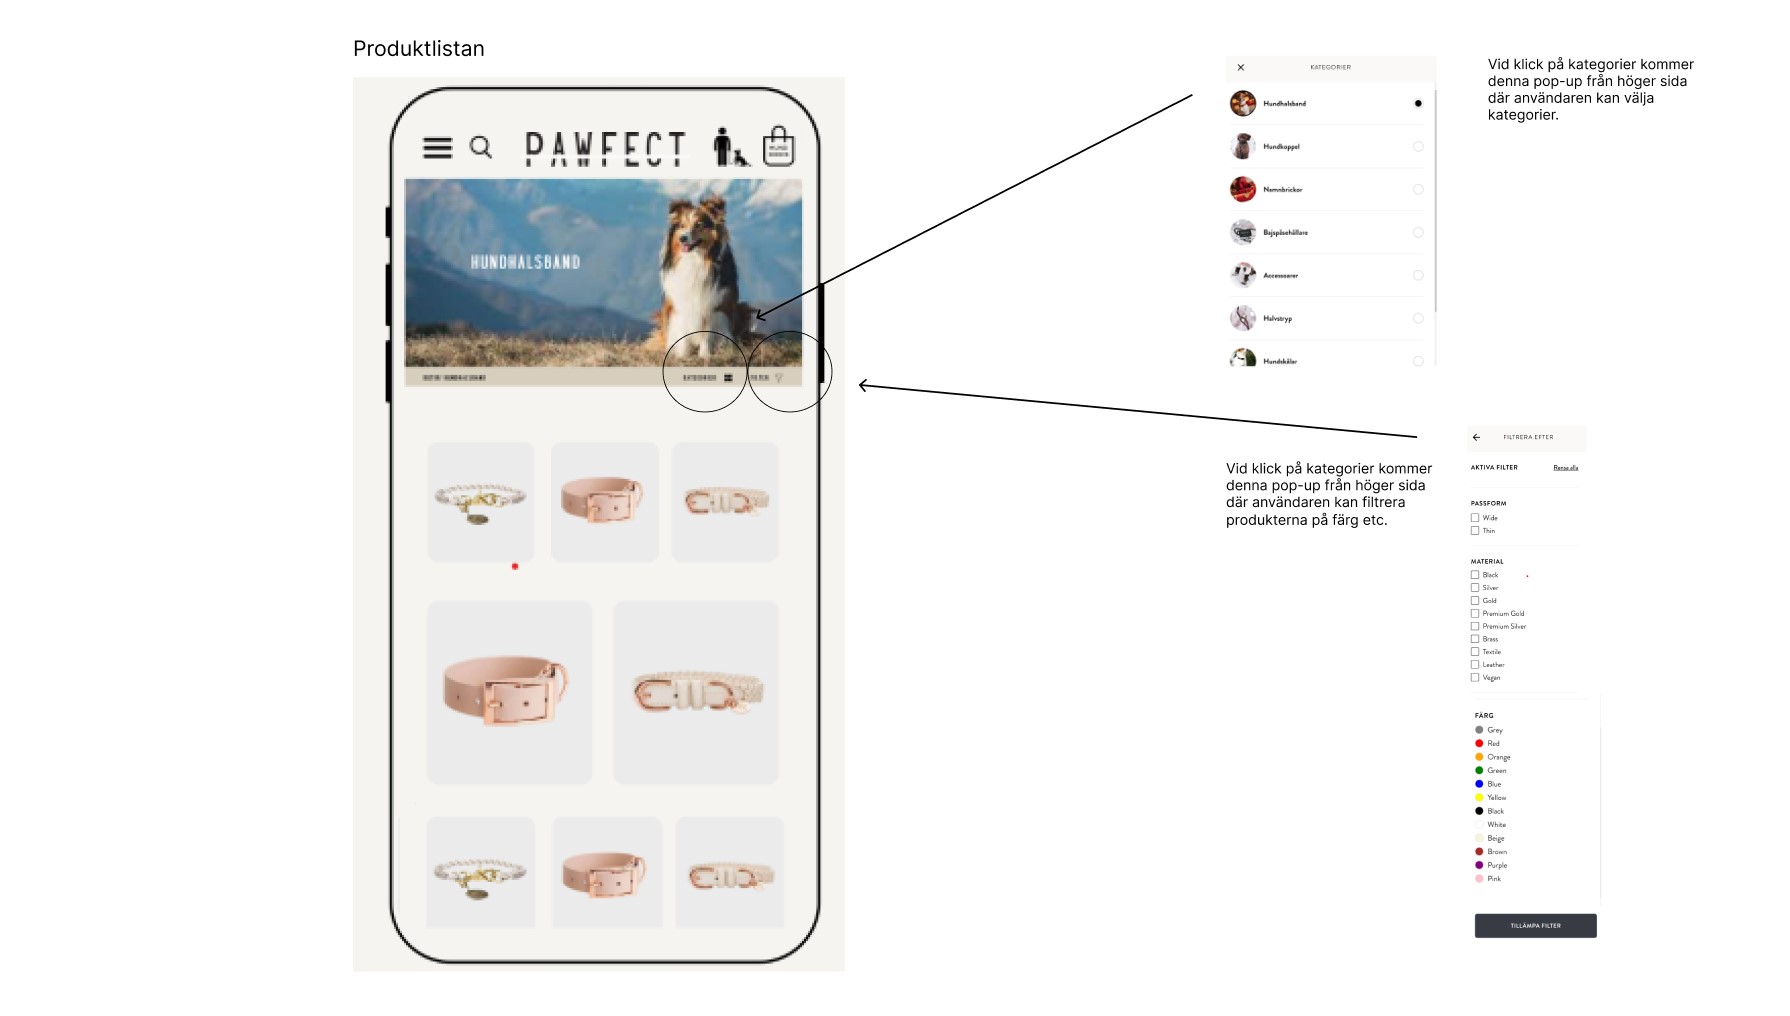 Produktlistan
PAWFECT
HUNDHALSBAND
KATEGORIER
FILTER
KATEGORIER
Hundhalsband
Hundkoppel
Namnbrickor
Bajspåsehållare
Accessoarer
Halvstryp
Hundskålar
Vid klick på kategorier kommer
denna pop-up från höger sida
där användaren kan välja
kategorier.
Vid klick på kategorier kommer
denna pop-up från höger sida
där användaren kan filtrera
produkterna på färg etc.
FILTRERA EFTER
AKTIVA FILTER Rensa alla
PASSFORM
Wide
Thin
MATERIAL
Black
Silver
Gold
Premium Gold
Premium Silver
Brass
Textile
Leather
Vegan
FÄRG
Grey
Red
Orange
Green
Blue
Yellow
Black
White
Beige
Brown
Purple
Pink
TILLÄMPA FILTER